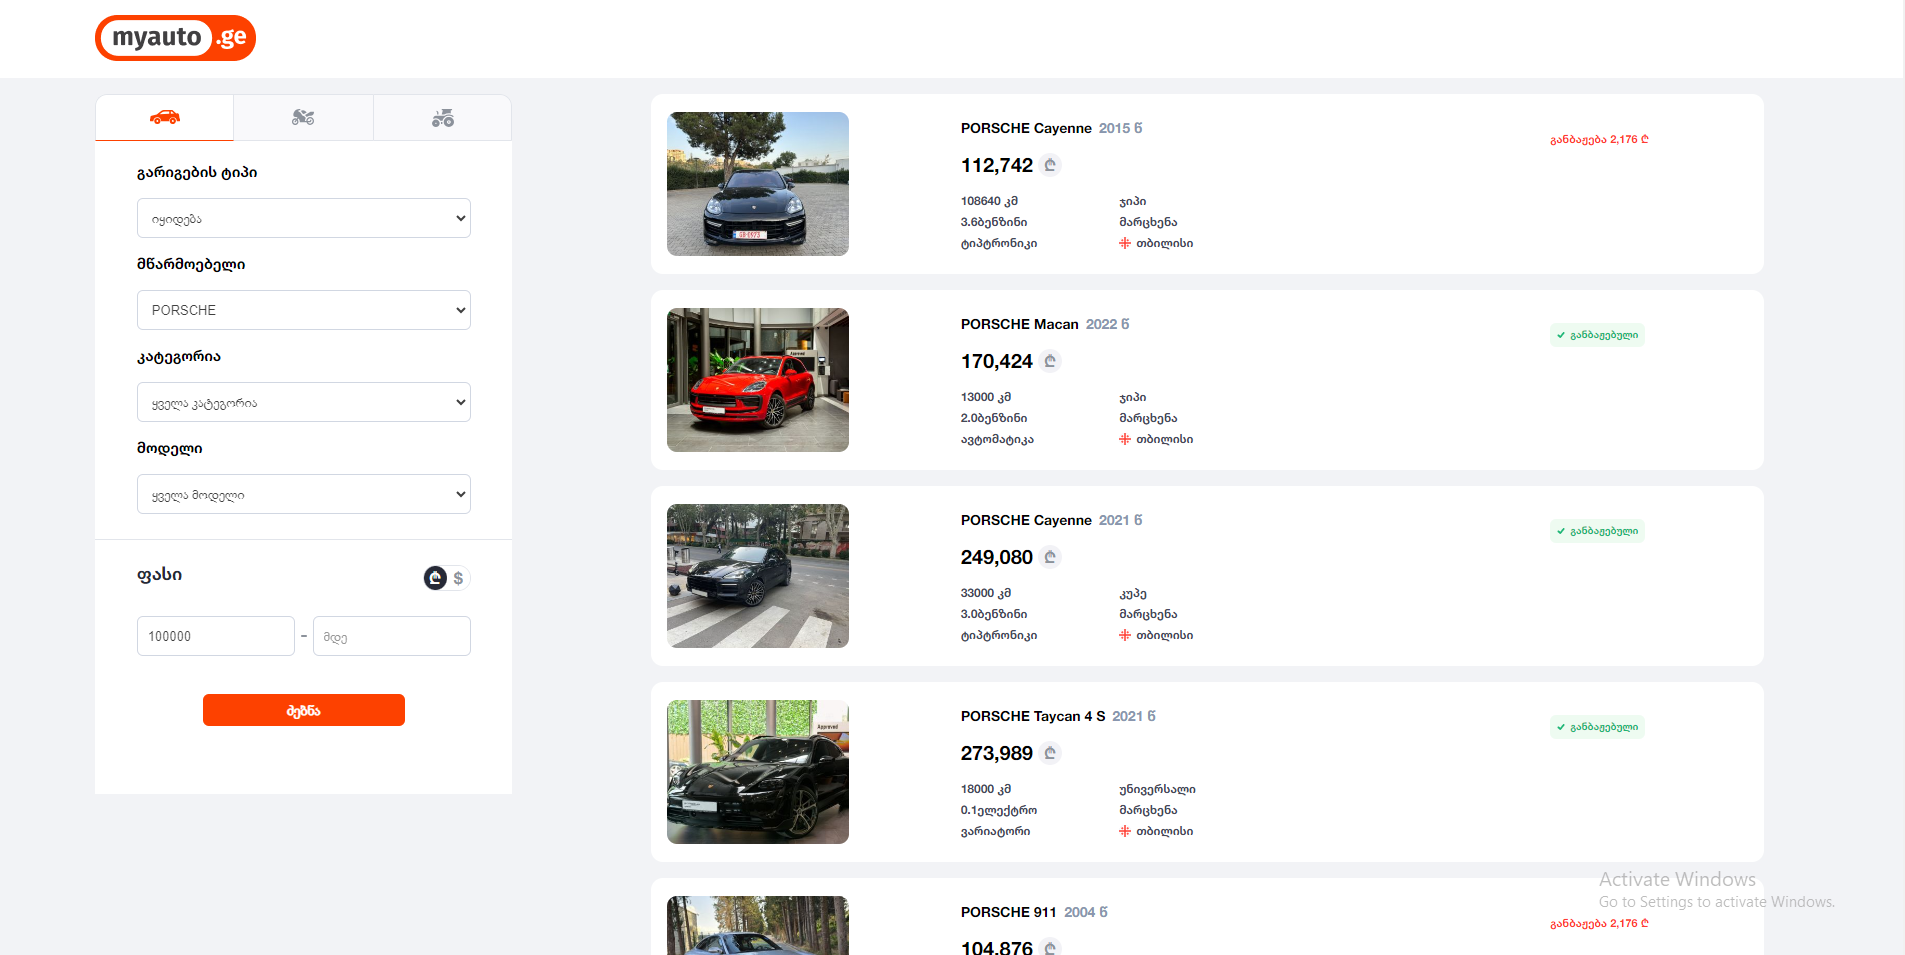 myauto.ge
გარიგების ტიპი
იყიდება
მწარმოებელი
PORSCHE
კატეგორია
ყველა კატეგორია
მოდელი
ყველა მოდელი
ფასი
₾ $
100000 - მდე
ძებნა
PORSCHE Cayenne 2015 წ
განბაჟება 2,176 ₾
112,742 ₾
108640 კმ ჯიპი
3.6ბენზინი მარცხენა
ტიპტრონიკი თბილისი
PORSCHE Macan 2022 წ
განბაჟებული
170,424 ₾
13000 კმ ჯიპი
2.0ბენზინი მარცხენა
ავტომატიკა თბილისი
Approved
PORSCHE Cayenne 2021 წ
განბაჟებული
249,080 ₾
33000 კმ კუპე
3.0ბენზინი მარცხენა
ტიპტრონიკი თბილისი
PORSCHE Taycan 4 S 2021 წ
განბაჟებული
273,989 ₾
18000 კმ უნივერსალი
0.1ელექტრო მარცხენა
ვარიატორი თბილისი
Approved
PORSCHE 911 2004 წ
განბაჟება 2,176 ₾
104,876 ₾
Activate Windows
Go to Settings to activate Windows.